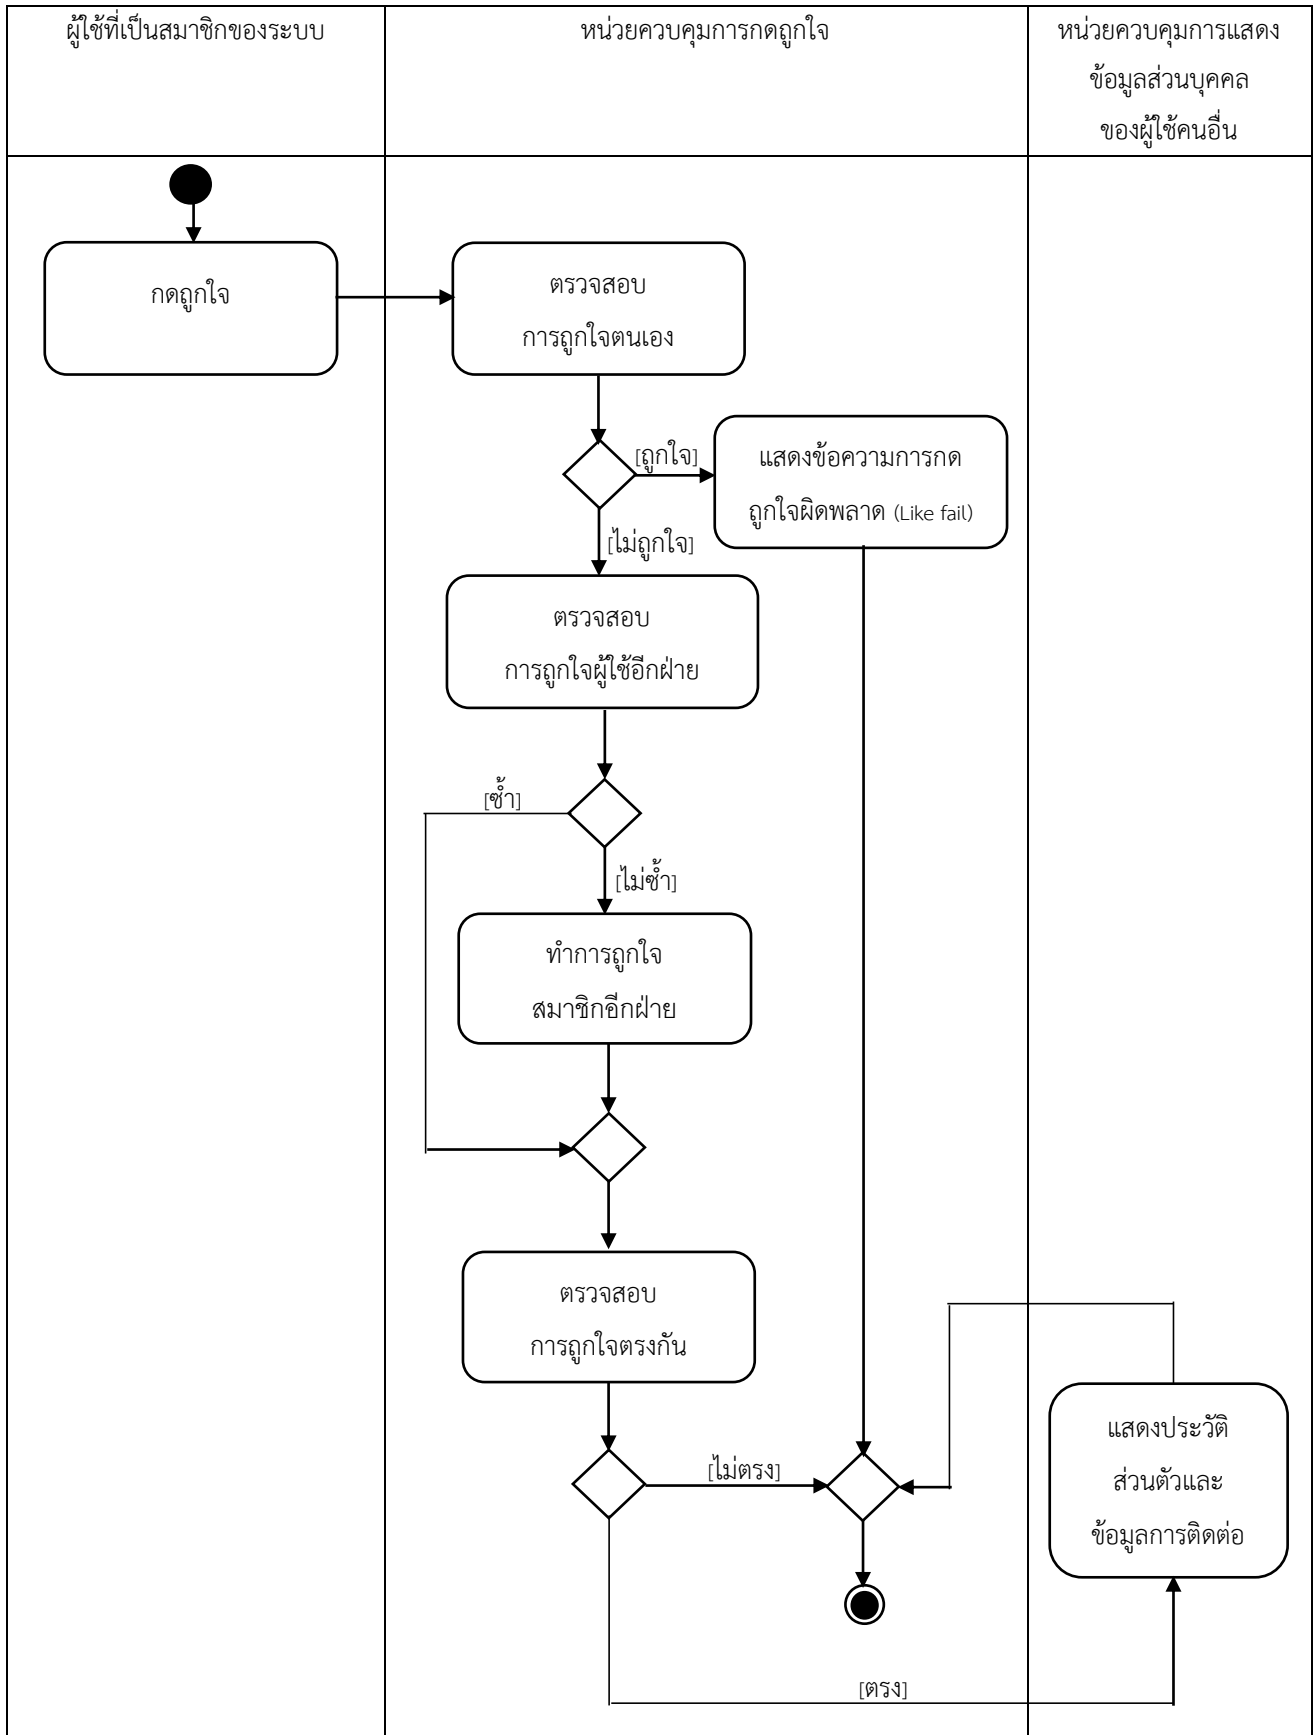 ผู้ใช้ที่เป็นสมาชิกของระบบ
หน่วยควบคุมการกดถูกใจ
หน่วยควบคุมการแสดง
ข้อมูลส่วนบุคคล
ของผู้ใช้คนอื่น
กดถูกใจ
ตรวจสอบ
การถูกใจตนเอง
[ถูกใจ]
แสดงข้อความการกด
ถูกใจผิดพลาด (Like fail)
[ไม่ถูกใจ]
ตรวจสอบ
การถูกใจผู้ใช้อีกฝ่าย
[ซ้ำ]
[ไม่ซ้ำ]
ทำการถูกใจ
สมาชิกอีกฝ่าย
ตรวจสอบ
การถูกใจตรงกัน
[ไม่ตรง]
แสดงประวัติ
ส่วนตัวและ
ข้อมูลการติดต่อ
[ตรง]